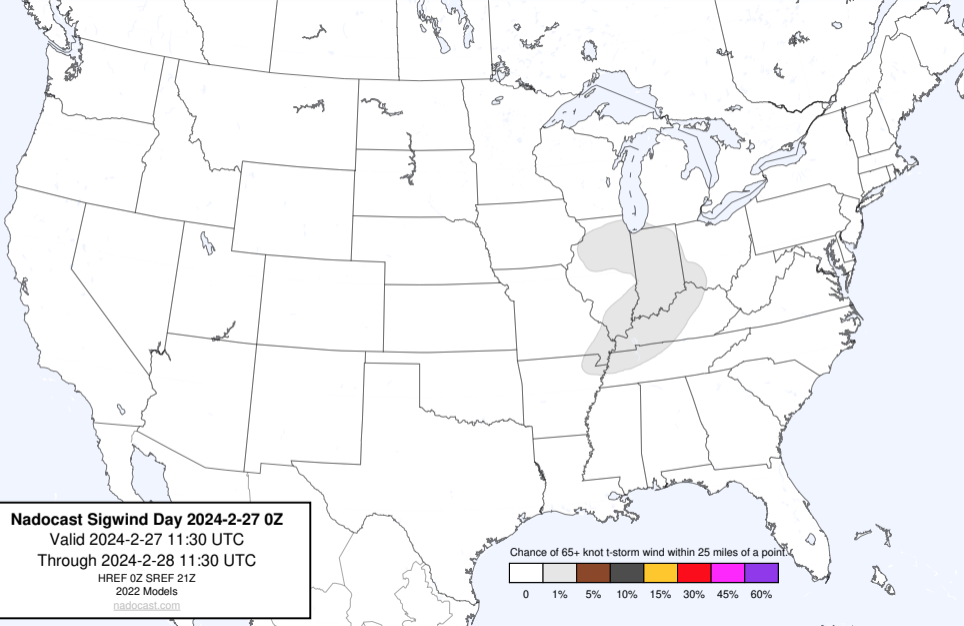 Nadocast Sigwind Day 2024-2-27 0Z
Valid 2024-2-27 11:30 UTC
Through 2024-2-28 11:30 UTC
HREF 0Z SREF 21Z
2022 Models
nadocast.com
Chance of 65+ knot t-storm wind within 25 miles of a point.
0 1% 5% 10% 15% 30% 45% 60%